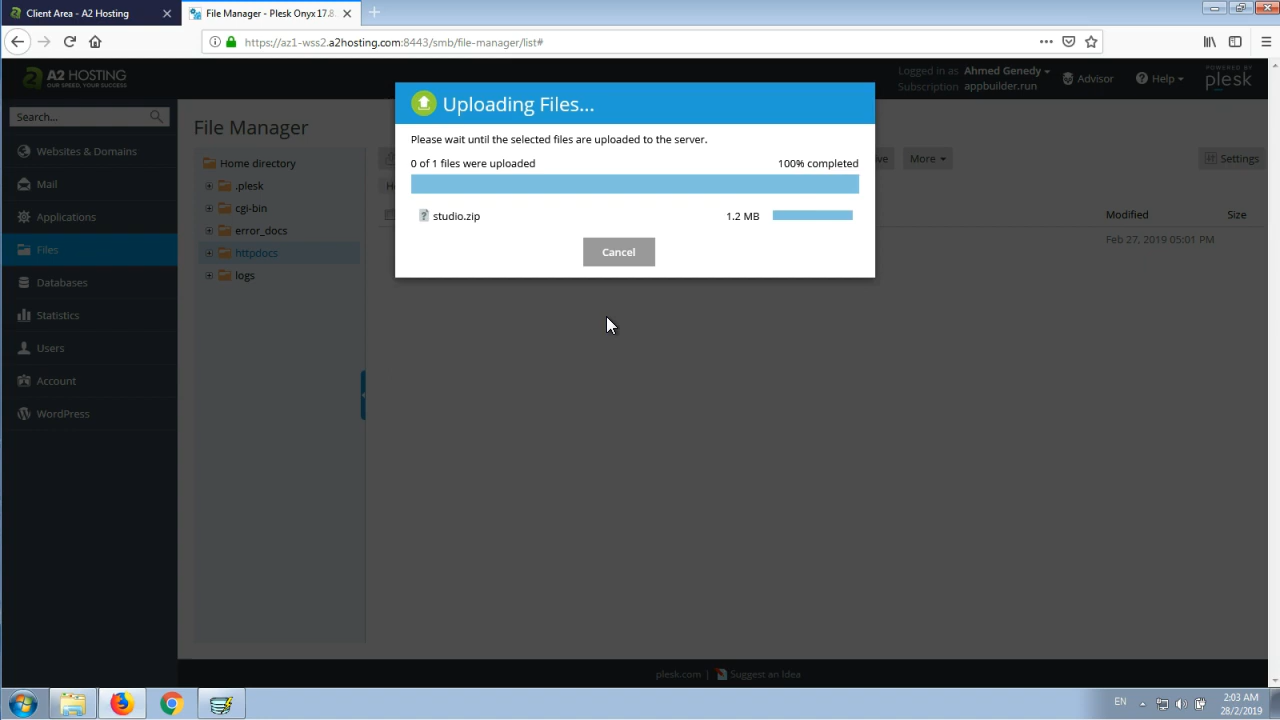 Client Area - A2 Hosting
File Manager - Plesk Onyx 17.8.
https://az1-wss2.a2hosting.com:8443/smb/file-manager/list#
A2 HOSTING
OUR SPEED, YOUR SUCCESS
Logged in as Ahmed Genedy
Subscription appbuilder.run
Advisor
Help
POWERED BY
plesk
Search...
Websites & Domains
Mail
Applications
Files
Databases
Statistics
Users
Account
WordPress
File Manager
Home directory
.plesk
cgi-bin
error_docs
httpdocs
logs
Uploading Files...
Please wait until the selected files are uploaded to the server.
0 of 1 files were uploaded
100% completed
studio.zip
1.2 MB
Cancel
More
Settings
Modified
Size
Feb 27, 2019 05:01 PM
plesk.com |
Suggest an Idea
EN
2:03 AM
28/2/2019